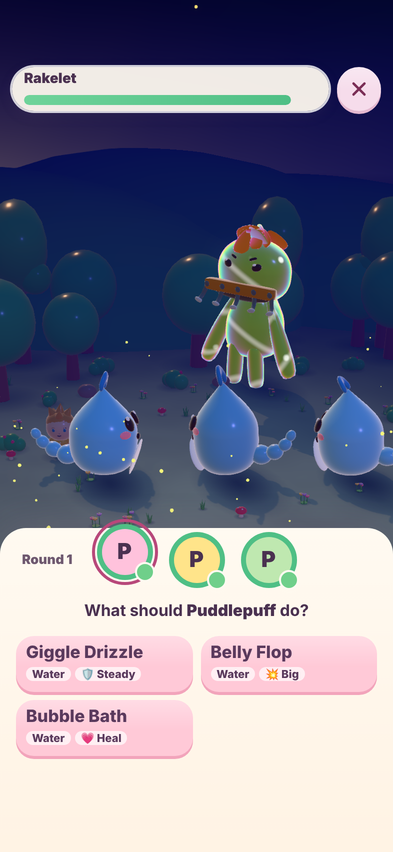 Rakelet
✕
Round 1
P
P
P
What should Puddlepuff do?
Giggle Drizzle
Water 🛡️ Steady
Belly Flop
Water 💥 Big
Bubble Bath
Water 💗 Heal